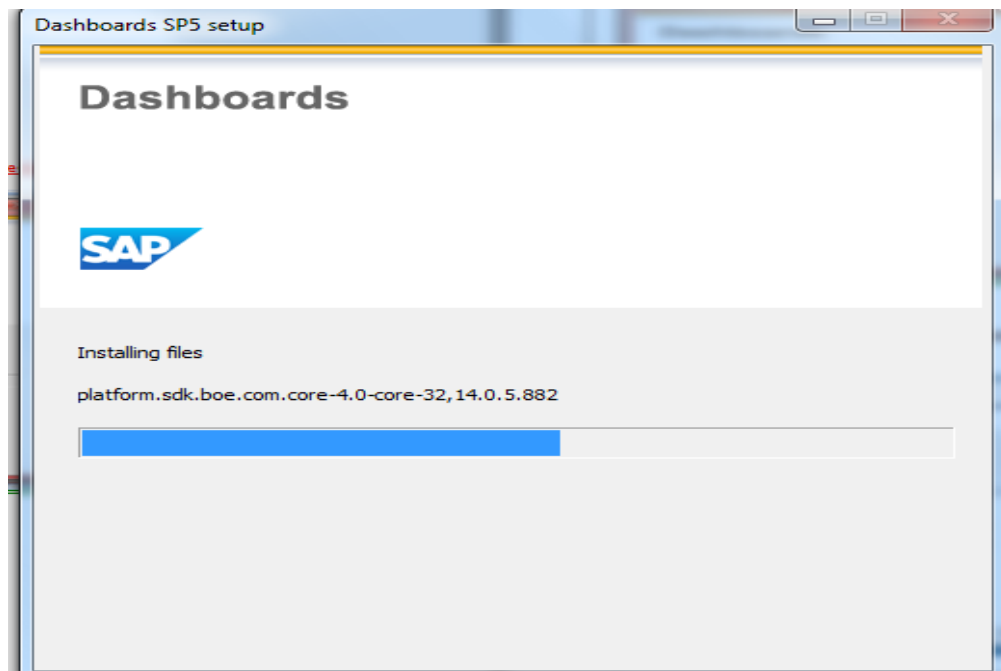 Dashboards SP5 setup
Dashboards
SAP
Installing files
platform.sdk.boe.com.core-4.0-core-32,14.0.5.882